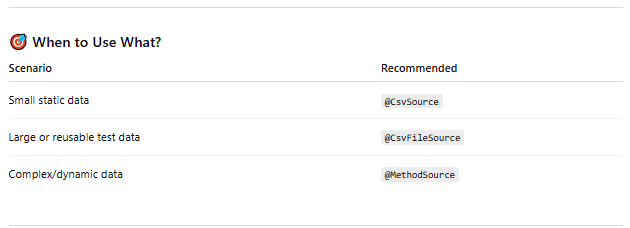 🎯 When to Use What?
Scenario Recommended
Small static data @CsvSource
Large or reusable test data @CsvFileSource
Complex/dynamic data @MethodSource